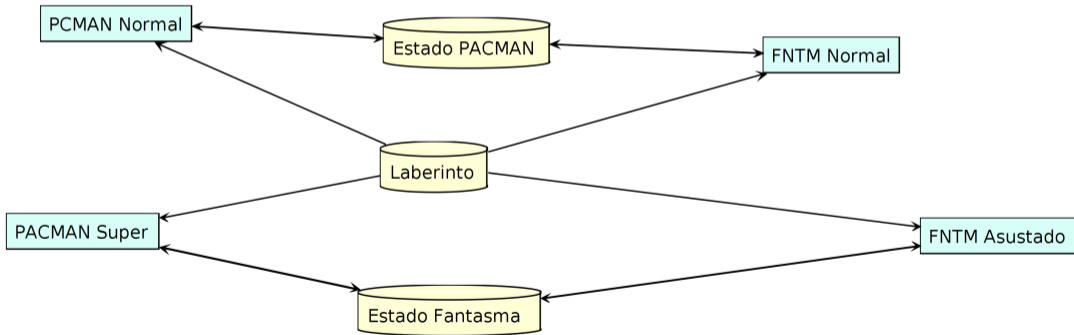 PCMAN Normal
Estado PACMAN
FNTM Normal
Laberinto
PACMAN Super
FNTM Asustado
Estado Fantasma